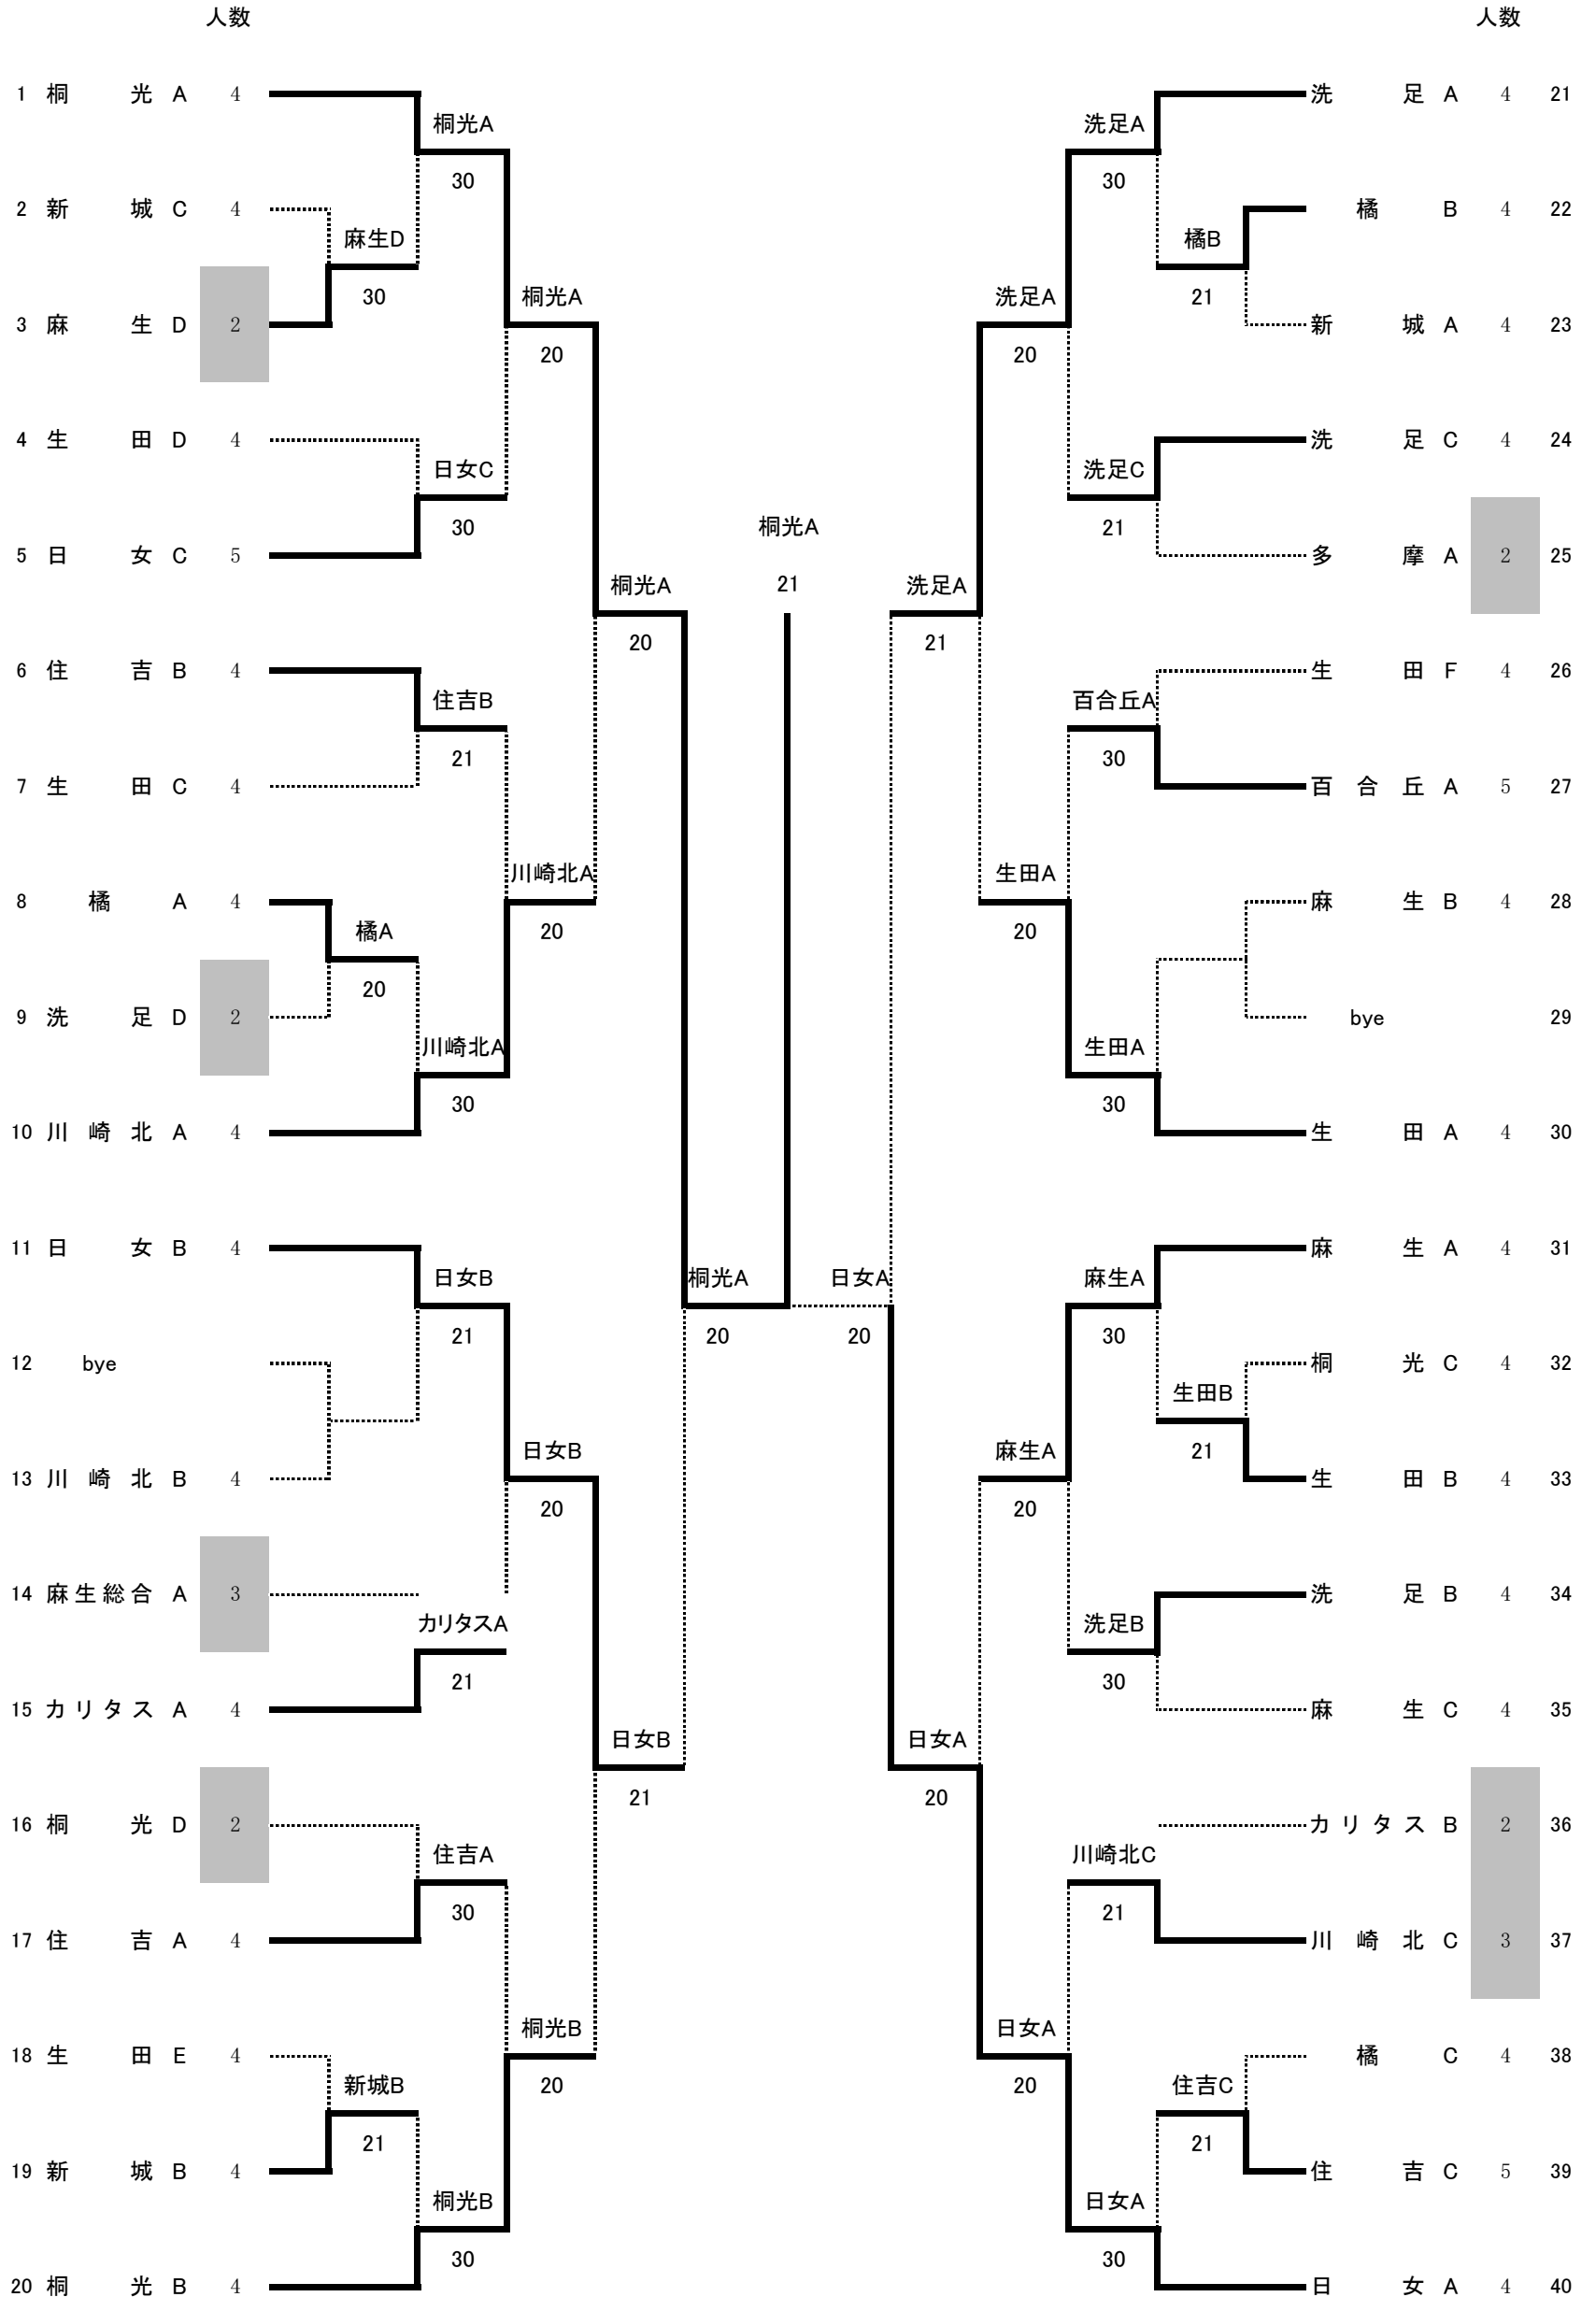 人数 人数
1 桐光 A 4 洗足 A 4 21
桐光A 洗足A
30 30
2 新城 C 4 橘 B 4 22
麻生D 橘B
30 桐光A 洗足A 21
3 麻生 D 2 新城 A 4 23
20 20
4 生田 D 4 洗足 C 4 24
日女C 洗足C
30 桐光A 21
5 日女 C 5 多摩 A 2 25
桐光A 21 洗足A
20 21
6 住吉 B 4 生田 F 4 26
住吉B 百合丘A
21 30
7 生田 C 4 百合丘 A 5 27
川崎北A 生田A
8 橘 A 4 麻生 B 4 28
橘A 20 20
20
9 洗足 D 2 bye 29
川崎北A 生田A
30 30
10 川崎北 A 4 生田 A 4 30
11 日女 B 4 麻生 A 4 31
日女B 桐光A 日女A 麻生A
21 20 20 30
12 bye 桐光 C 4 32
生田B
日女B 麻生A 21
13 川崎北 B 4 生田 B 4 33
20 20
14 麻生総合 A 3 洗足 B 4 34
カリタスA 洗足B
21 30
15 カリタス A 4 麻生 C 4 35
日女B 日女A
21 20
16 桐光 D 2 カリタス B 2 36
住吉A 川崎北C
30 21
17 住吉 A 4 川崎北 C 3 37
桐光B 日女A
18 生田 E 4 橘 C 4 38
新城B 20 20 住吉C
21 21
19 新城 B 4 住吉 C 5 39
桐光B 日女A
30 30
20 桐光 B 4 日女 A 4 40